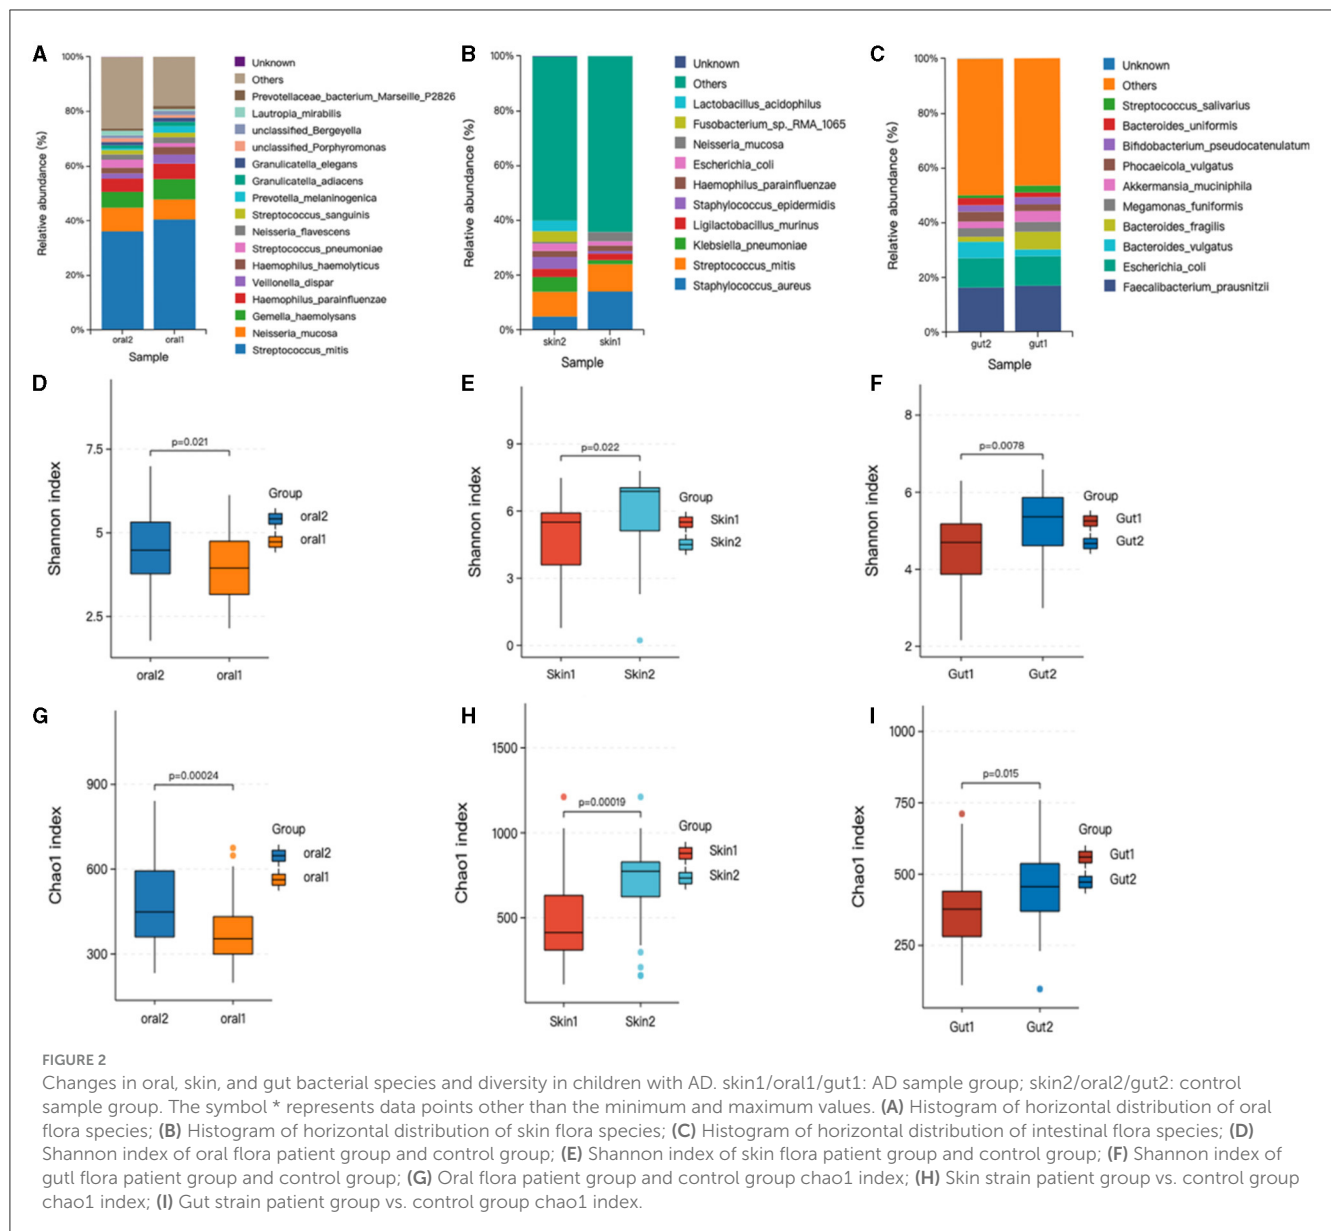 A
100%
80%
60%
40%
20%
0%
Relative abundance (%)
oral2
oral1
Sample
Unknown
Others
Prevotellaceae_bacterium_Marseille_P2826
Lautropia_mirabilis
unclassified_Bergeyella
unclassified_Porphyromonas
Granulicatella_elegans
Granulicatella_adiacens
Prevotella_melaninogenica
Streptococcus_sanguinis
Neisseria_flavescens
Streptococcus_pneumoniae
Haemophilus_haemolyticus
Veillonella_dispar
Haemophilus_parainfluenzae
Gemella_haemolysans
Neisseria_mucosa
Streptococcus_mitis
B
100%
80%
60%
40%
20%
0%
Relative abundance (%)
skin2
skin1
Sample
Unknown
Others
Lactobacillus_acidophilus
Fusobacterium_sp._RMA_1065
Neisseria_mucosa
Escherichia_coli
Haemophilus_parainfluenzae
Staphylococcus_epidermidis
Ligilactobacillus_murinus
Klebsiella_pneumoniae
Streptococcus_mitis
Staphylococcus_aureus
C
100%
80%
60%
40%
20%
0%
Relative abundance (%)
gut2
gut1
Sample
Unknown
Others
Streptococcus_salivarius
Bacteroides_uniformis
Bifidobacterium_pseudocatenulatum
Phocaeicola_vulgatus
Akkermansia_muciniphila
Megamonas_funiformis
Bacteroides_fragilis
Bacteroides_vulgatus
Escherichia_coli
Faecalibacterium_prausnitzii
D
Shannon index
7.5
5
2.5
p=0.021
oral2
oral1
Group
oral2
oral1
E
Shannon index
9
6
3
0
p=0.022
Skin1
Skin2
Group
Skin1
Skin2
F
Shannon index
8
6
4
2
p=0.0078
Gut1
Gut2
Group
Gut1
Gut2
G
Chao1 index
900
600
300
p=0.00024
oral2
oral1
Group
oral2
oral1
H
Chao1 index
1500
1000
500
p=0.00019
Skin1
Skin2
Group
Skin1
Skin2
I
Chao1 index
1000
750
500
250
p=0.015
Gut1
Gut2
Group
Gut1
Gut2
FIGURE 2
Changes in oral, skin, and gut bacterial species and diversity in children with AD. skin1/oral1/gut1: AD sample group; skin2/oral2/gut2: control
sample group. The symbol * represents data points other than the minimum and maximum values. (A) Histogram of horizontal distribution of oral
flora species; (B) Histogram of horizontal distribution of skin flora species; (C) Histogram of horizontal distribution of intestinal flora species; (D)
Shannon index of oral flora patient group and control group; (E) Shannon index of skin flora patient group and control group; (F) Shannon index of
gutl flora patient group and control group; (G) Oral flora patient group and control group chao1 index; (H) Skin strain patient group vs. control group
chao1 index; (I) Gut strain patient group vs. control group chao1 index.